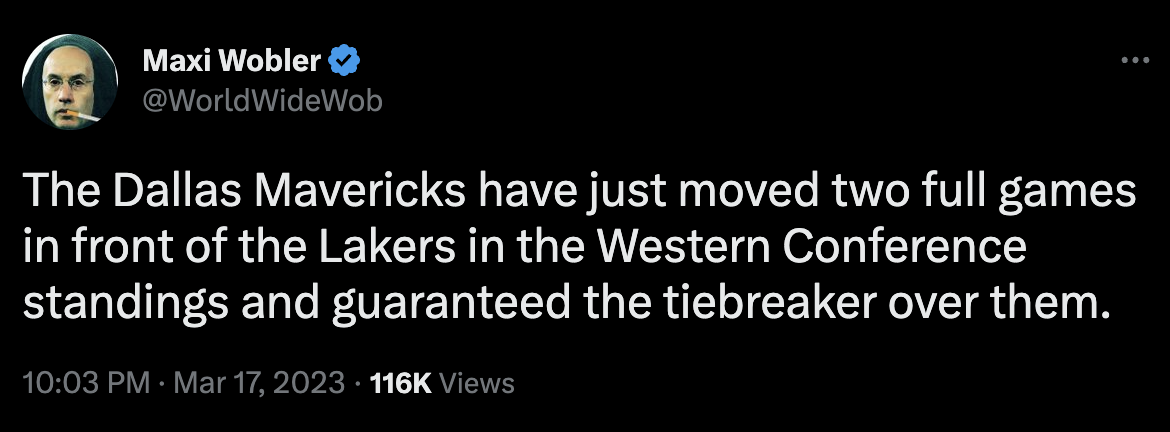 Maxi Wobler
@WorldWideWob
The Dallas Mavericks have just moved two full games
in front of the Lakers in the Western Conference
standings and guaranteed the tiebreaker over them.
10:03 PM · Mar 17, 2023 · 116K Views